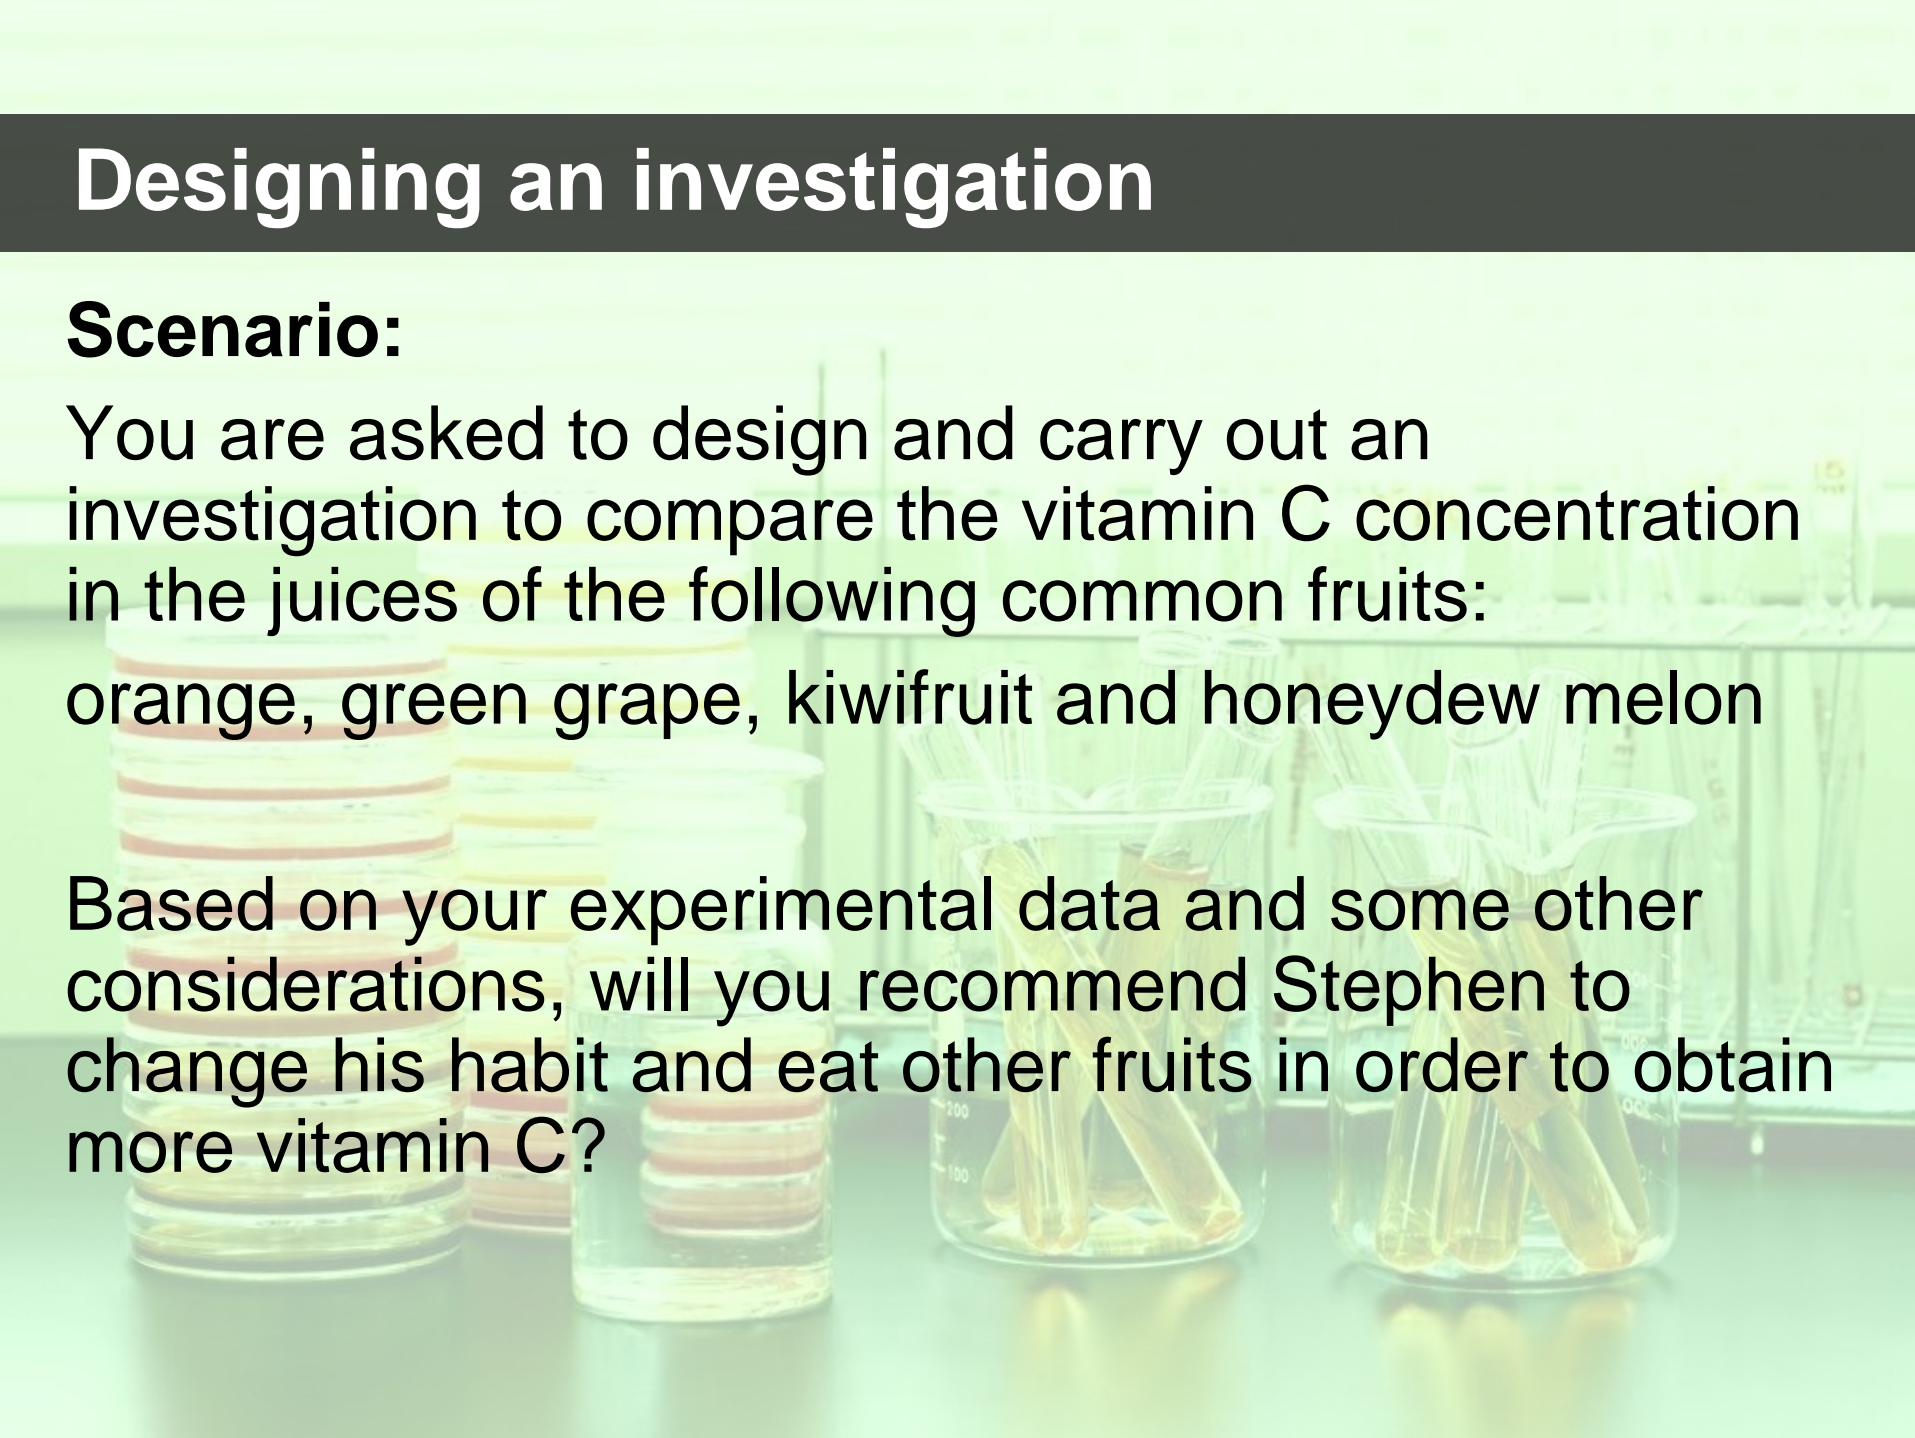 Designing an investigation
Scenario:
You are asked to design and carry out an
investigation to compare the vitamin C concentration
in the juices of the following common fruits:
orange, green grape, kiwifruit and honeydew melon
Based on your experimental data and some other
considerations, will you recommend Stephen to
change his habit and eat other fruits in order to obtain
more vitamin C?
200
100